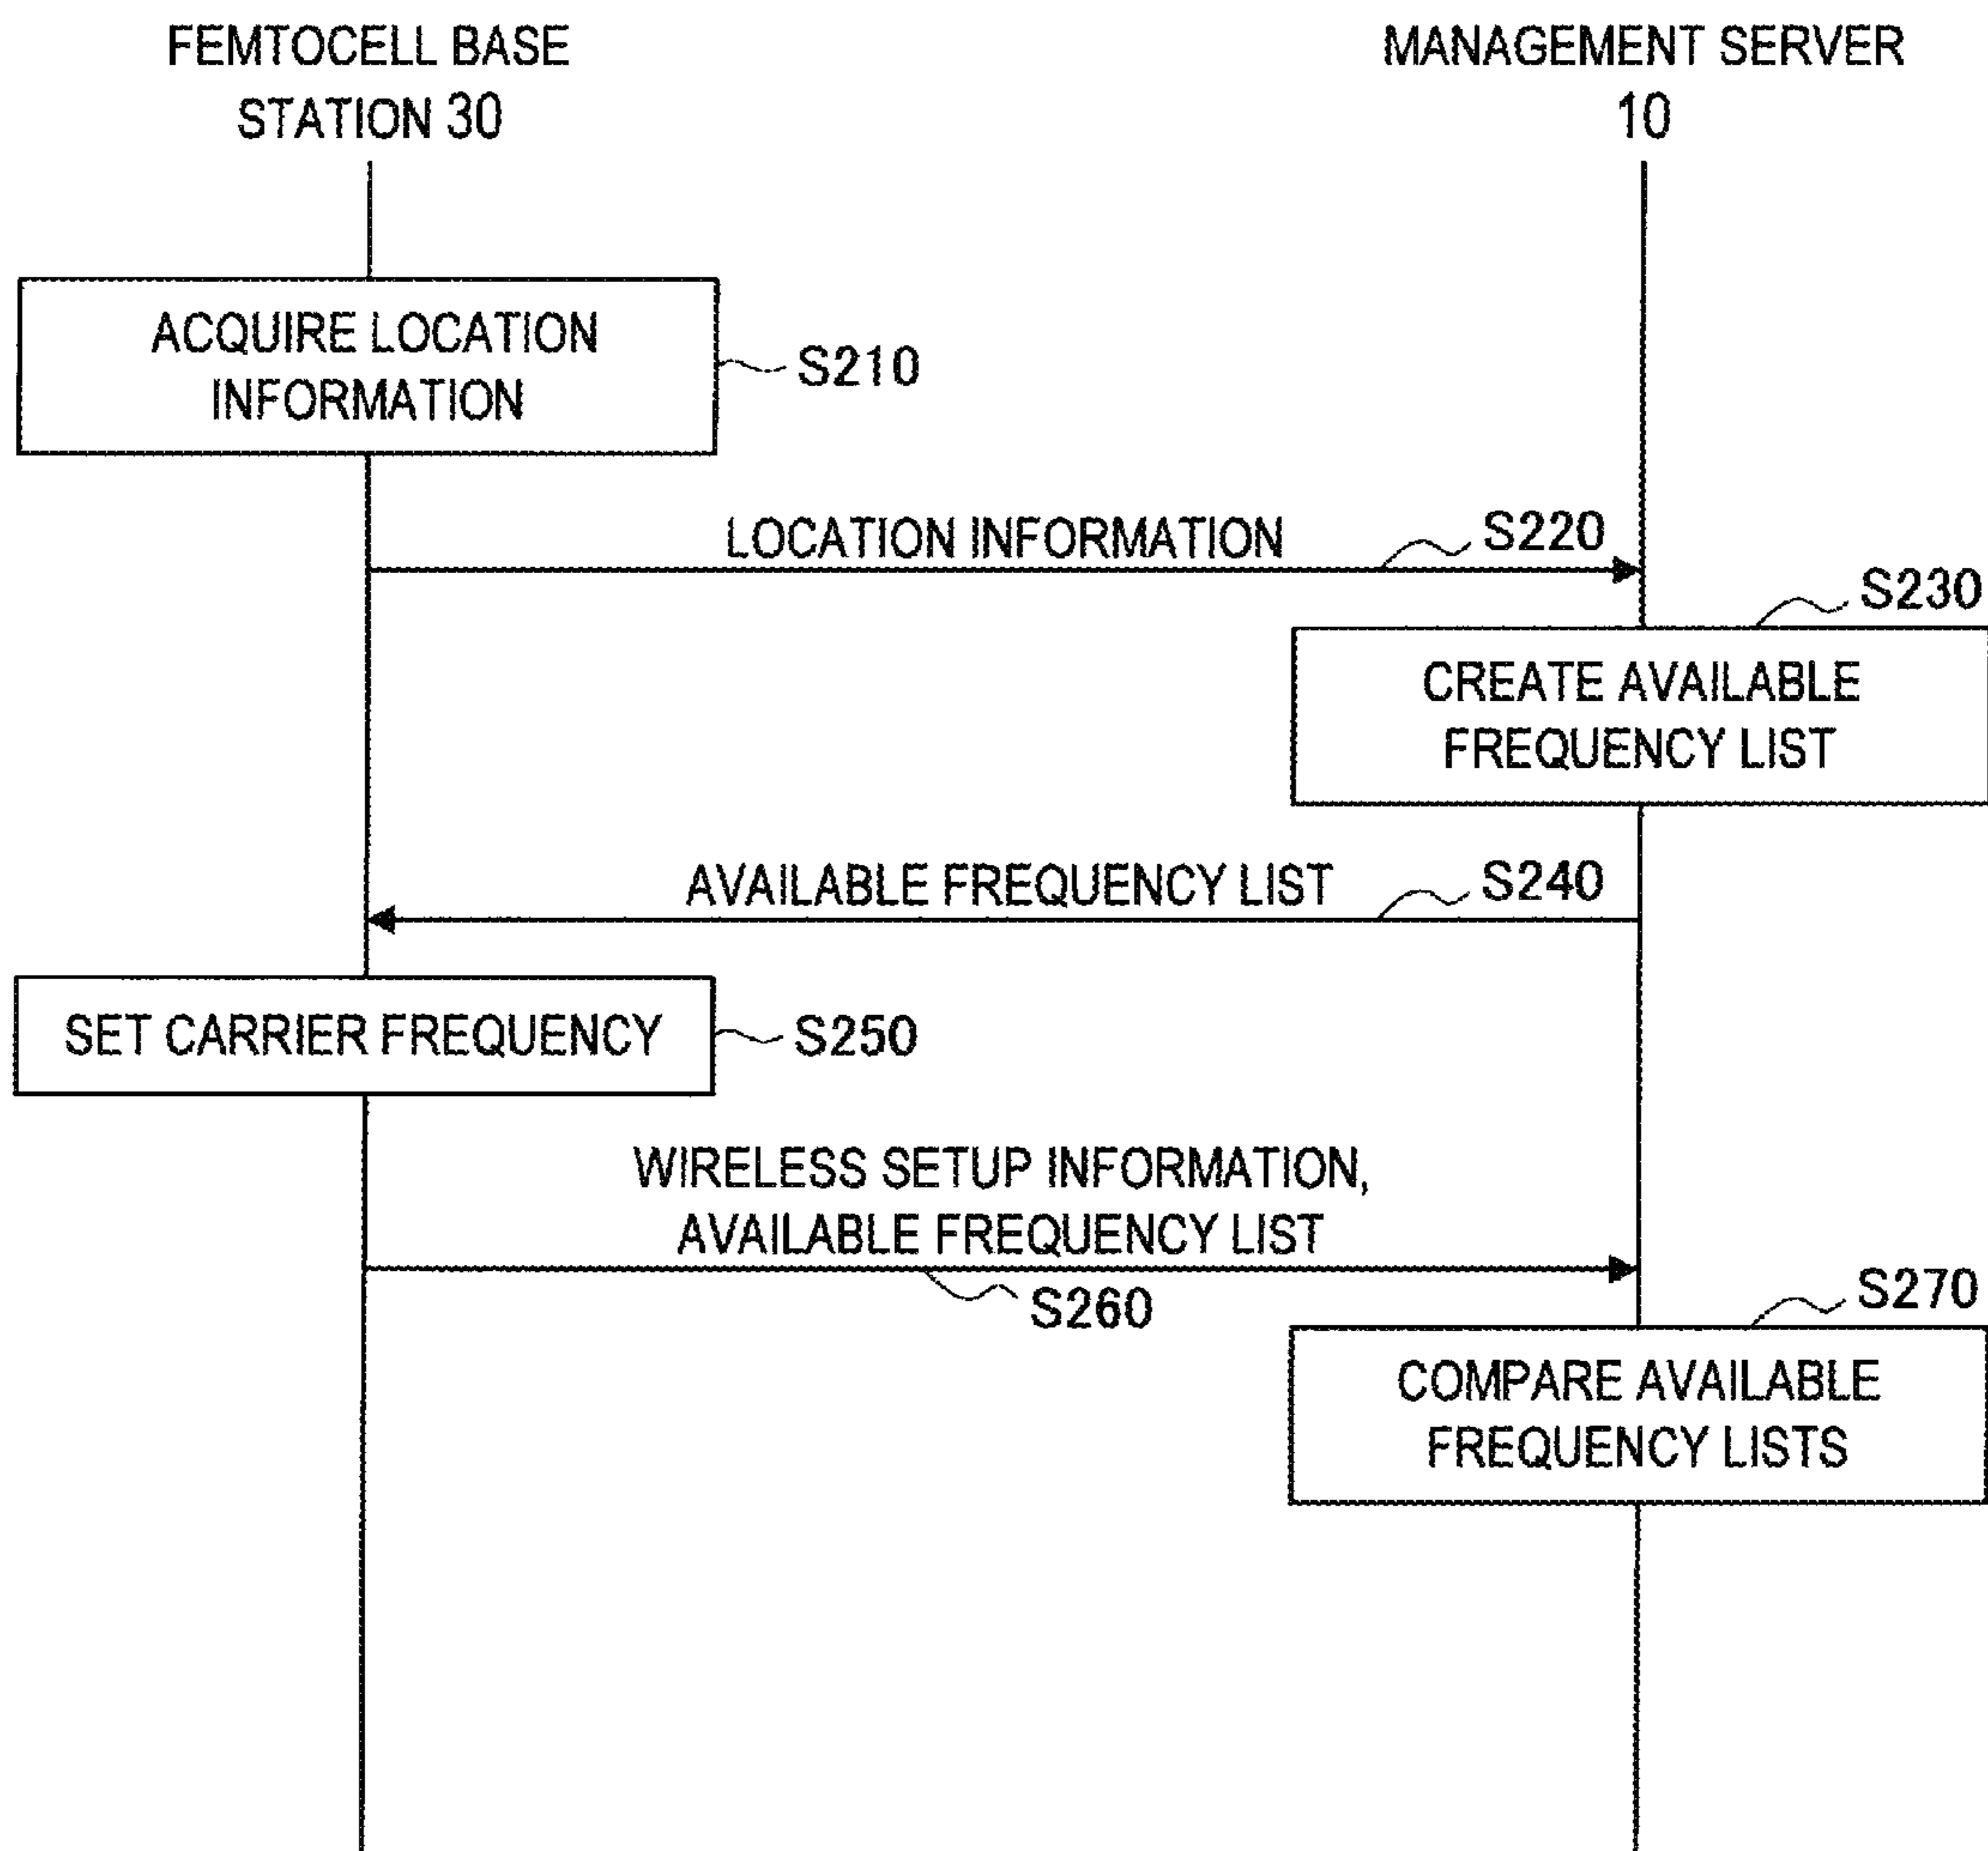 FEMTOCELL BASE
STATION 30
MANAGEMENT SERVER
10
ACQUIRE LOCATION
INFORMATION
S210
LOCATION INFORMATION
S220
S230
CREATE AVAILABLE
FREQUENCY LIST
AVAILABLE FREQUENCY LIST
S240
SET CARRIER FREQUENCY
S250
WIRELESS SETUP INFORMATION,
AVAILABLE FREQUENCY LIST
S260
S270
COMPARE AVAILABLE
FREQUENCY LISTS